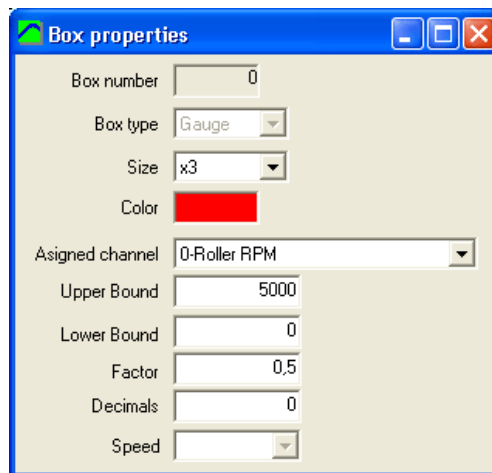 Box properties
Box number 0
Box type Gauge
Size x3
Color
Asigned channel 0-Roller RPM
Upper Bound 5000
Lower Bound 0
Factor 0,5
Decimals 0
Speed